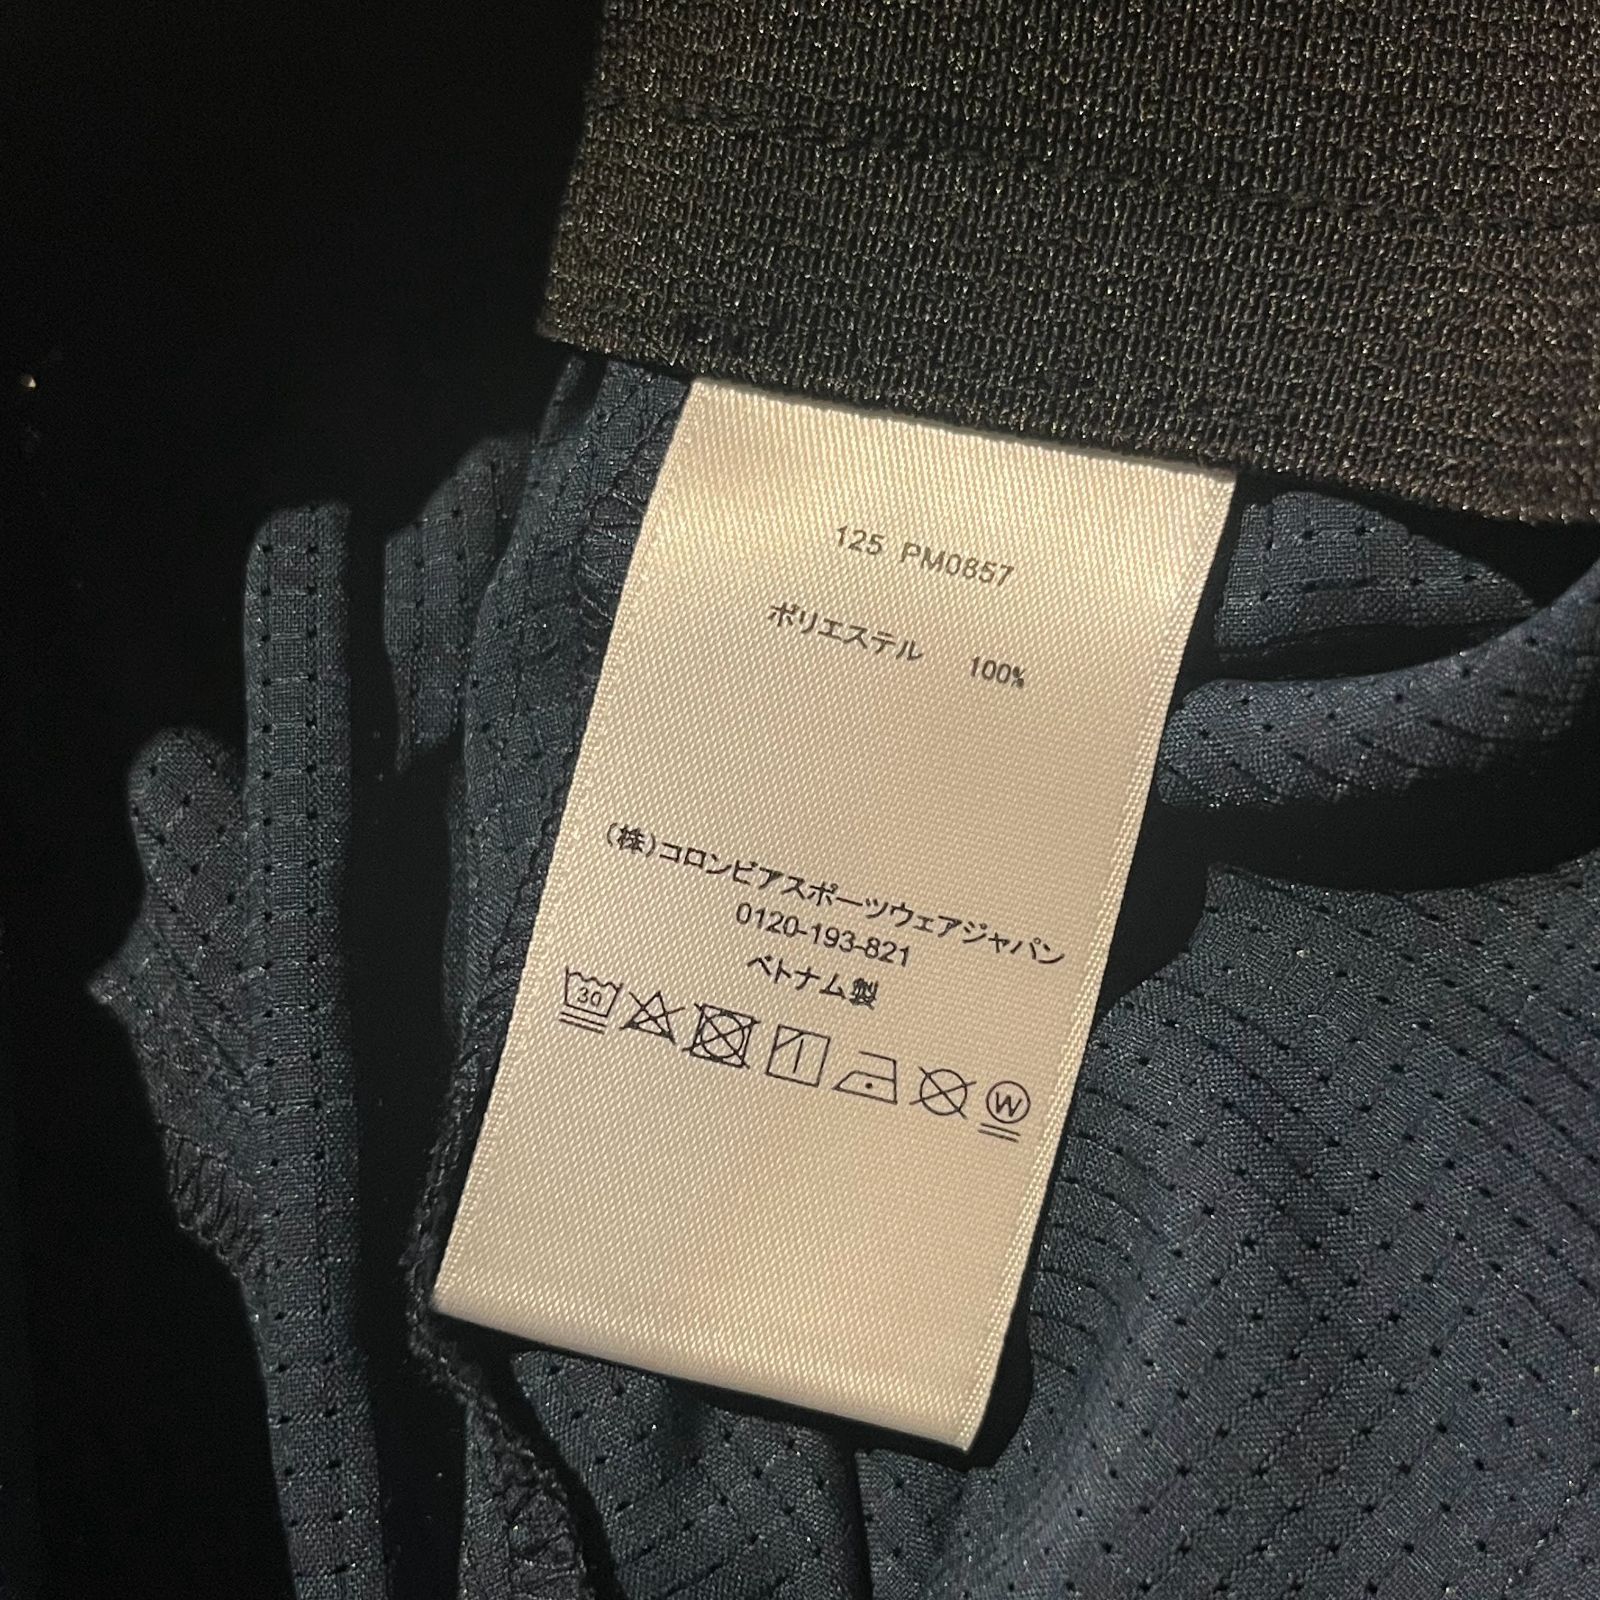 125 PM0857
ポリエステル 100%
(株)コロンビアスポーツウェアジャパン
0120-193-821
ベトナム製
30
W